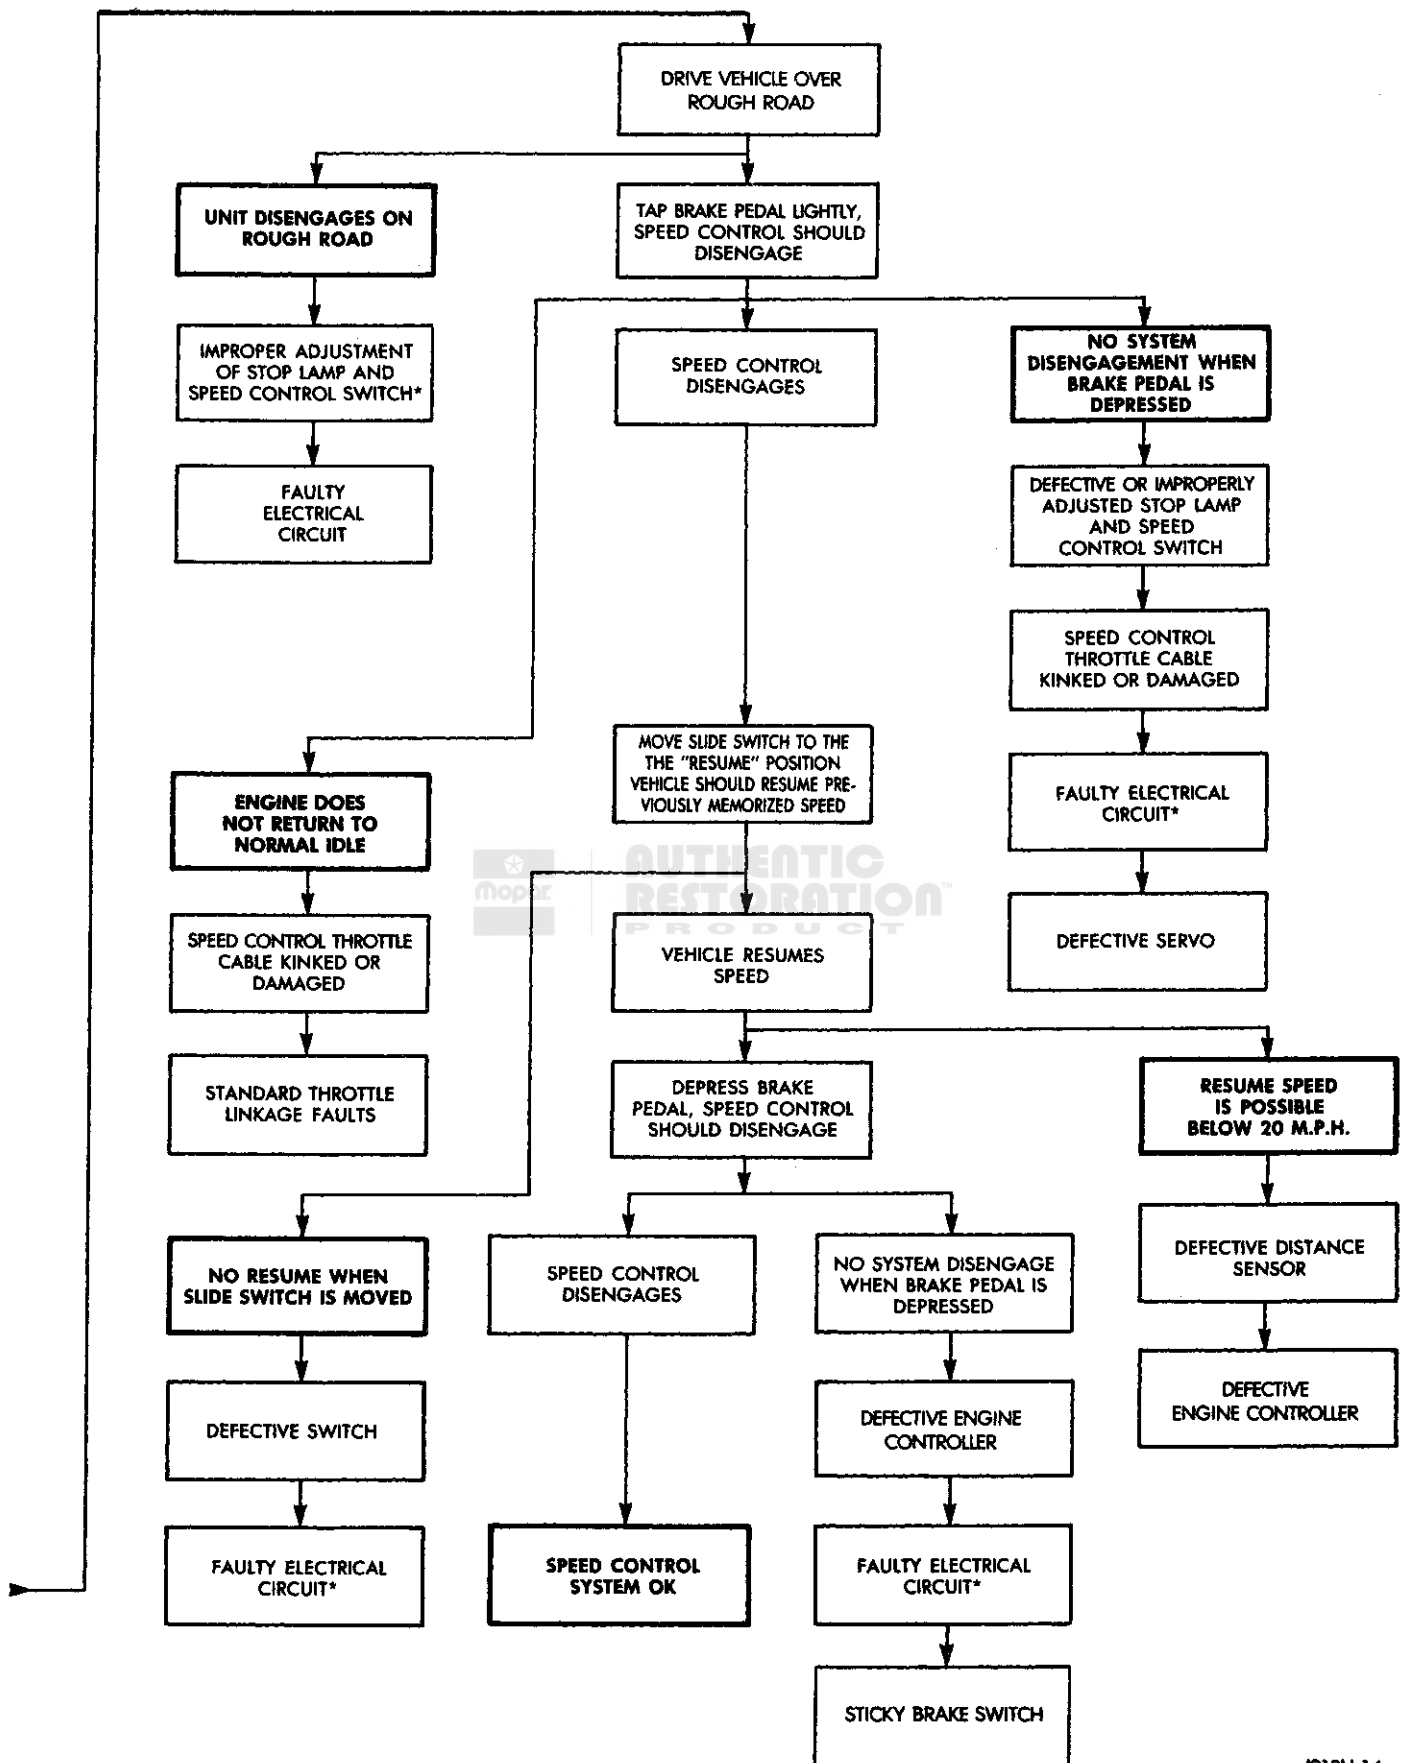 DRIVE VEHICLE OVER
ROUGH ROAD
UNIT DISENGAGES ON
ROUGH ROAD
TAP BRAKE PEDAL LIGHTLY,
SPEED CONTROL SHOULD
DISENGAGE
IMPROPER ADJUSTMENT
OF STOP LAMP AND
SPEED CONTROL SWITCH*
SPEED CONTROL
DISENGAGES
NO SYSTEM
DISENGAGEMENT WHEN
BRAKE PEDAL IS
DEPRESSED
FAULTY
ELECTRICAL
CIRCUIT
DEFECTIVE OR IMPROPERLY
ADJUSTED STOP LAMP
AND SPEED
CONTROL SWITCH
SPEED CONTROL
THROTTLE CABLE
KINKED OR DAMAGED
ENGINE DOES
NOT RETURN TO
NORMAL IDLE
MOVE SLIDE SWITCH TO THE
THE "RESUME" POSITION
VEHICLE SHOULD RESUME PRE-
VIOUSLY MEMORIZED SPEED
FAULTY ELECTRICAL
CIRCUIT*
Mopar
AUTHENTIC
RESTORATION™
PRODUCT
SPEED CONTROL THROTTLE
CABLE KINKED OR
DAMAGED
VEHICLE RESUMES
SPEED
DEFECTIVE SERVO
STANDARD THROTTLE
LINKAGE FAULTS
DEPRESS BRAKE
PEDAL, SPEED CONTROL
SHOULD DISENGAGE
RESUME SPEED
IS POSSIBLE
BELOW 20 M.P.H.
NO RESUME WHEN
SLIDE SWITCH IS MOVED
SPEED CONTROL
DISENGAGES
NO SYSTEM DISENGAGE
WHEN BRAKE PEDAL IS
DEPRESSED
DEFECTIVE DISTANCE
SENSOR
DEFECTIVE SWITCH
DEFECTIVE ENGINE
CONTROLLER
DEFECTIVE
ENGINE CONTROLLER
FAULTY ELECTRICAL
CIRCUIT*
SPEED CONTROL
SYSTEM OK
FAULTY ELECTRICAL
CIRCUIT*
STICKY BRAKE SWITCH